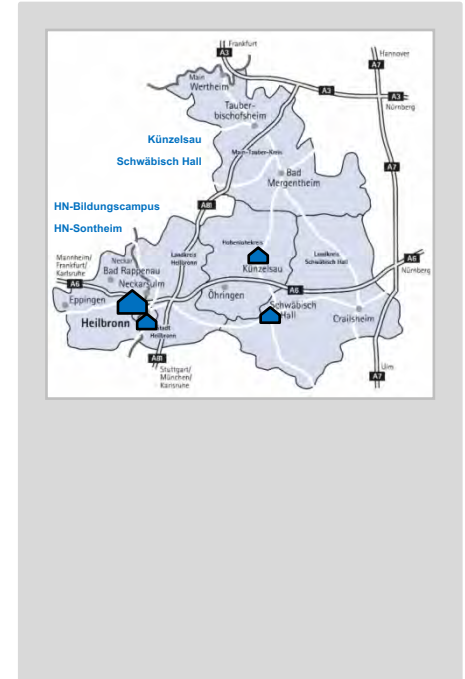 Frankfurt
A3
Hannover
A7
Main
Wertheim
A3
A3
Tauber-
bischofsheim
Nürnberg
Künzelsau
Main-Tauber-Kreis
Schwäbisch Hall
Bad
Mergentheim
A7
A81
HN-Bildungscampus
HN-Sontheim
Landkreis
Heilbronn
Hohenlohekreis
Landkreis
Schwäbisch Hall
Mannheim/
Frankfurt/
Karlsruhe
Neckar
Bad Rappenau
Künzelsau
A6
Nürnberg
A6
Neckarsulm
Öhringen
A6
Eppingen
Schwäbisch
Hall
Crailsheim
Heilbronn
Stadt
Heilbronn
A81
Stuttgart/
München/
Karlsruhe
Ulm
A7